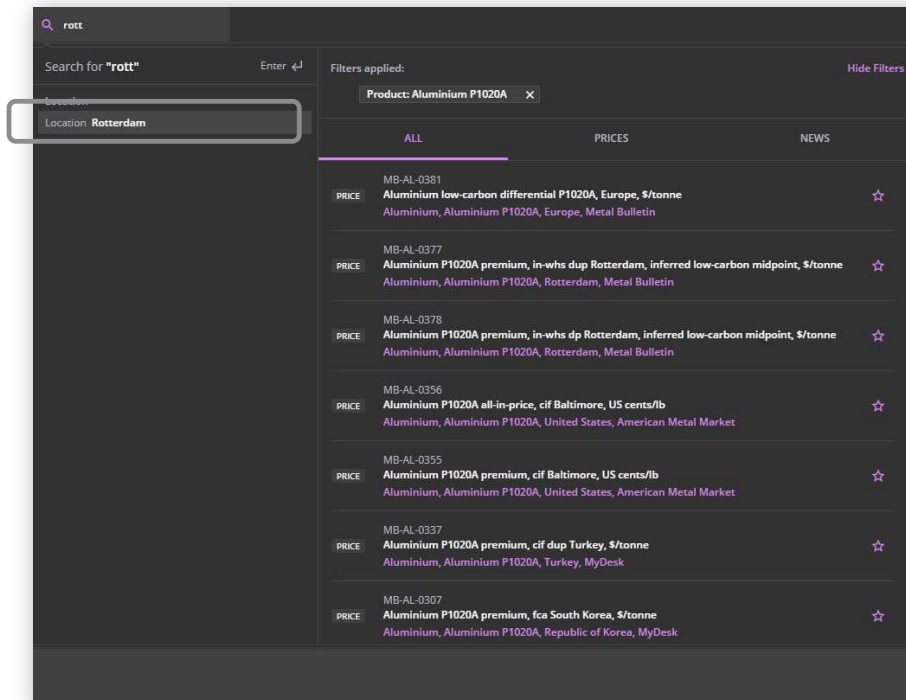 rott
Search for "rott" Enter
Location
Location Rotterdam
Filters applied: Hide Filters
Product: Aluminium P1020A X
ALL PRICES NEWS
MB-AL-0381
PRICE Aluminium low-carbon differential P1020A, Europe, $/tonne
Aluminium, Aluminium P1020A, Europe, Metal Bulletin
MB-AL-0377
PRICE Aluminium P1020A premium, in-whs dup Rotterdam, inferred low-carbon midpoint, $/tonne
Aluminium, Aluminium P1020A, Rotterdam, Metal Bulletin
MB-AL-0378
PRICE Aluminium P1020A premium, in-whs dp Rotterdam, inferred low-carbon midpoint, $/tonne
Aluminium, Aluminium P1020A, Rotterdam, Metal Bulletin
MB-AL-0356
PRICE Aluminium P1020A all-in-price, cif Baltimore, US cents/lb
Aluminium, Aluminium P1020A, United States, American Metal Market
MB-AL-0355
PRICE Aluminium P1020A premium, cif Baltimore, US cents/lb
Aluminium, Aluminium P1020A, United States, American Metal Market
MB-AL-0337
PRICE Aluminium P1020A premium, cif dup Turkey, $/tonne
Aluminium, Aluminium P1020A, Turkey, MyDesk
MB-AL-0307
PRICE Aluminium P1020A premium, fca South Korea, $/tonne
Aluminium, Aluminium P1020A, Republic of Korea, MyDesk